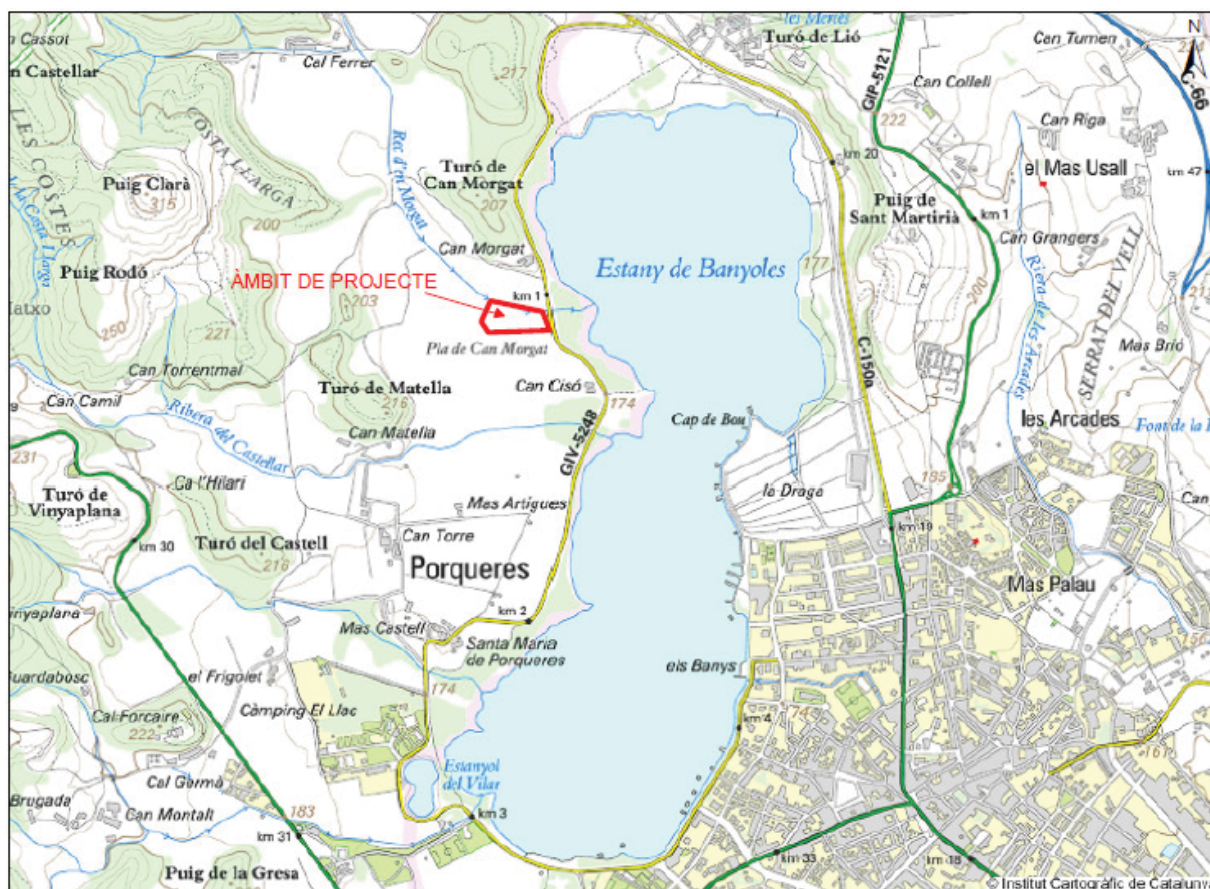 les Merles
n Cassot
Turó de Lió
Can Tumen
N
Cal Ferrer
217
GIP-5121
G-66
n Castellar
Can Collell
222
Can Riga
LES COSTES
COSTA LLARGA
Rec d'en Morgat
Turó de
Can Morgat
km 20
el Mas Usall
km 47
Puig Clarà
315
207
Puig de
Sant Martirià
km 1
200
Can Morgat
Can Grangers
Puig Rodó
Estany de Banyoles
177
ÀMBIT DE PROJECTE
km 1
203
200
Riera de les Arcades
SERRAT DEL VELL
250
221
Pla de Can Morgat
Mas Brió
C-150a
Can Torrentmal
Turó de Matella
Can Cisó
174
Can Camil
216
Cap de Bou
les Arcades
Ribera del Castellar
Can Matella
GIV-5248
Font de la
231
185
Ca l'Hilari
la Draga
Turó de
Vinyaplana
Mas Artigues
km 19
km 30
Turó del Castell
Can Torre
216
Porqueres
Mas Palau
km 2
inyaplana
Mas Castell
Santa Maria
de Porqueres
els Banys
el Frigolet
174
Guardabosc
Càmping El Llac
Cal Forcaire
222
km 4
174
161
Cal Germà
Estanyol
del Vilar
Brugada
Can Montalt
183
km 3
km 31
km 33
km 18
Puig de la Gresa
© Institut Cartogràfic de Catalunya